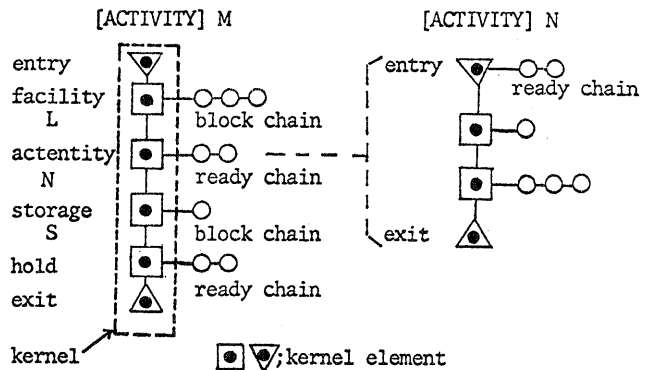 [ACTIVITY] M
[ACTIVITY] N
entry
facility
L
block chain
actentity
N
ready chain
storage
S
block chain
hold
ready chain
exit
kernel
entry
ready chain
exit
;kernel element